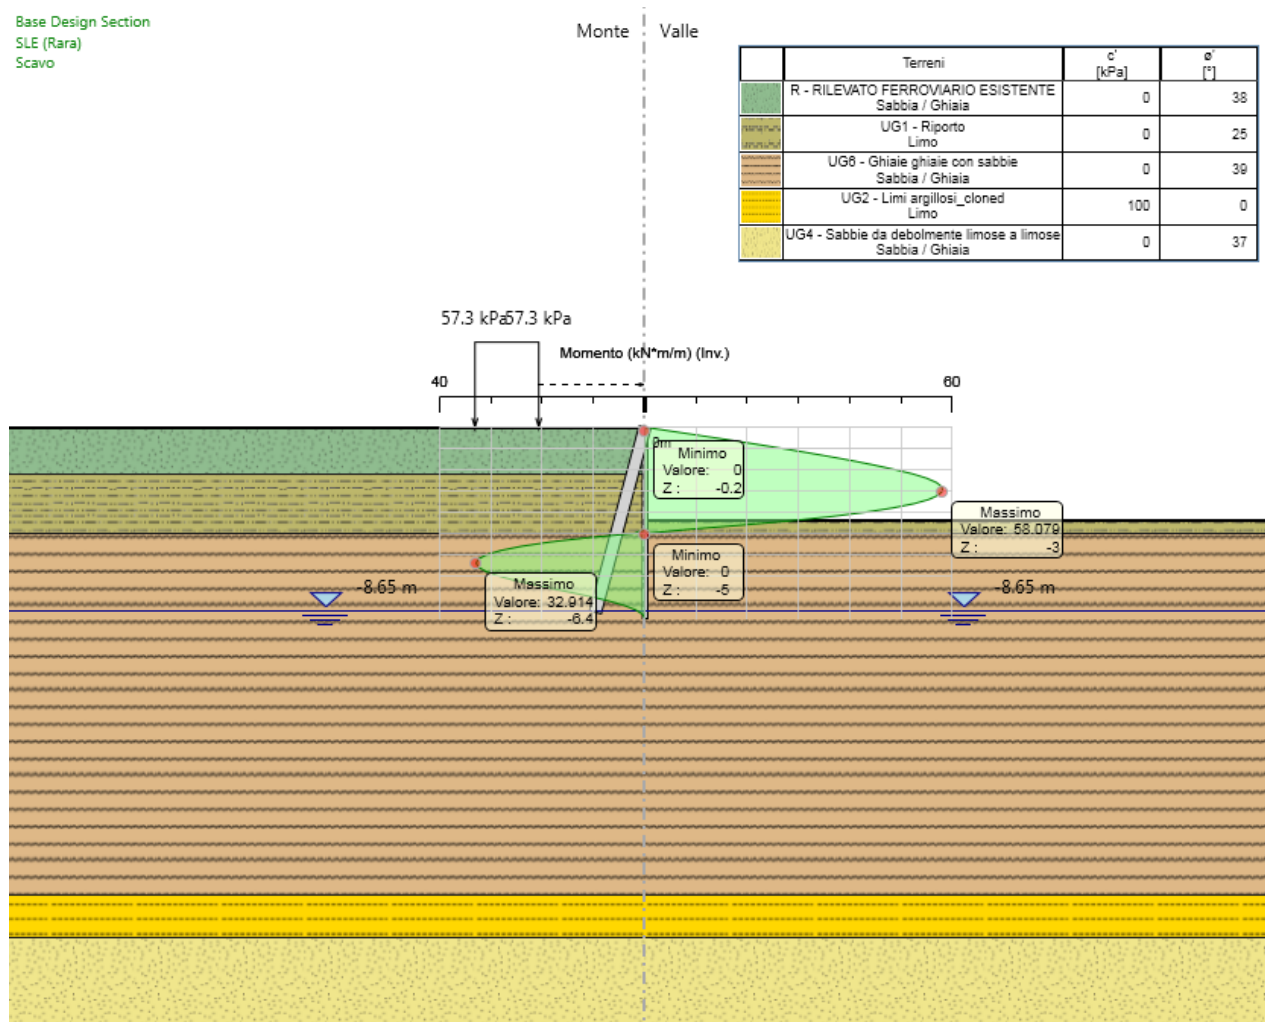 Base Design Section
SLE (Rara)
Scavo
Monte
Valle
Terreni
c'
[kPa]
ø'
[°]
R - RILEVATO FERROVIARIO ESISTENTE
Sabbia / Ghiaia
0
38
UG1 - Riporto
Limo
0
25
UG6 - Ghiaie ghiaie con sabbie
Sabbia / Ghiaia
0
39
UG2 - Limi argillosi_cloned
Limo
100
0
UG4 - Sabbie da debolmente limose a limose
Sabbia / Ghiaia
0
37
57.3 kPa
57.3 kPa
Momento (kN*m/m) (Inv.)
40
60
0m
Minimo
Valore: 0
Z : -0.2
Massimo
Valore: 58.079
Z : -3
Minimo
Valore: 0
Z : -5
Massimo
Valore: 32.914
Z : -6.4
-8.65 m
-8.65 m